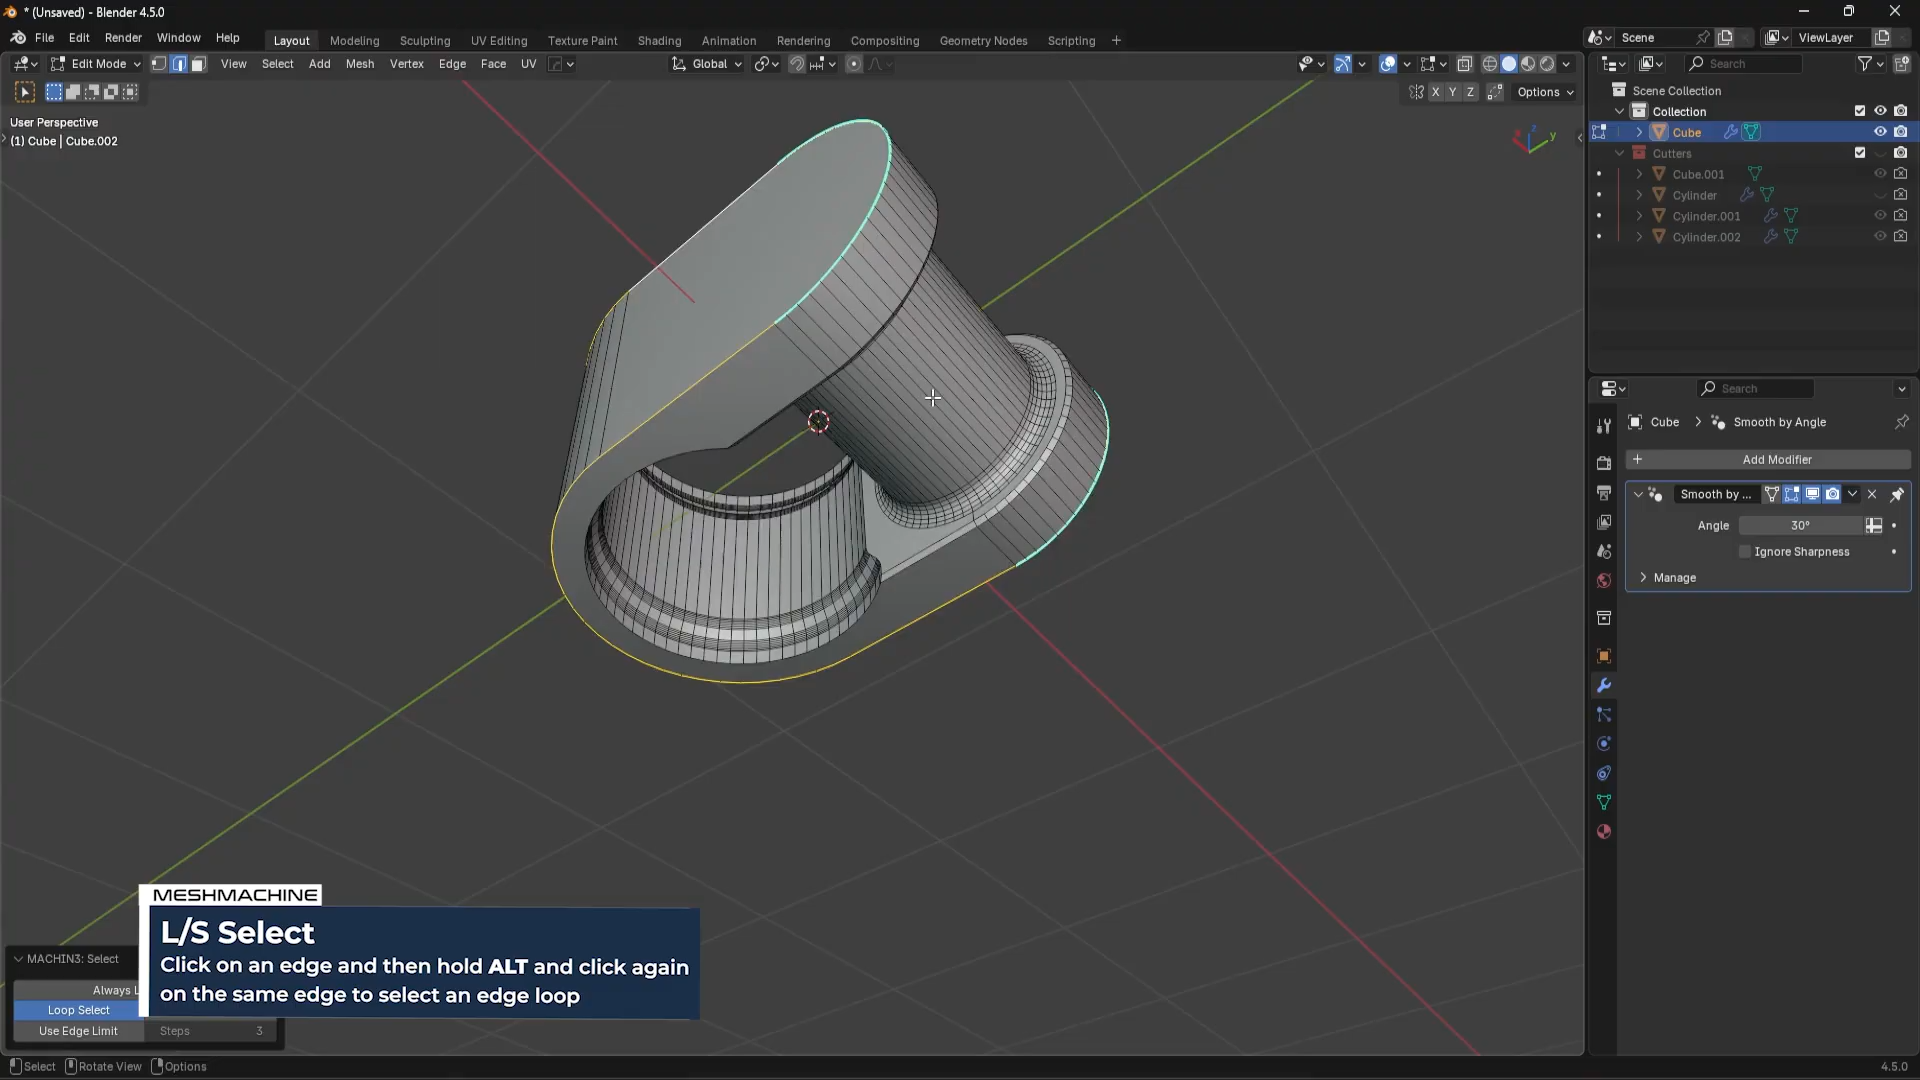 * (Unsaved) - Blender 4.5.0
File Edit Render Window Help
Layout Modeling Sculpting UV Editing Texture Paint Shading Animation Rendering Compositing Geometry Nodes Scripting +
Scene
ViewLayer
Edit Mode View Select Add Mesh Vertex Edge Face UV
Global
Search
X Y Z Options
User Perspective
(1) Cube | Cube.002
Z
X
Y
Scene Collection
Collection
Cube
Cutters
Cube.001
Cylinder
Cylinder.001
Cylinder.002
Search
Cube > Smooth by Angle
+ Add Modifier
Smooth by ...
Angle 30°
Ignore Sharpness
Manage
MESHMACHINE
L/S Select
Click on an edge and then hold ALT and click again
on the same edge to select an edge loop
MACHIN3: Select
Always L
Loop Select
Use Edge Limit Steps 3
Select Rotate View Options
4.5.0